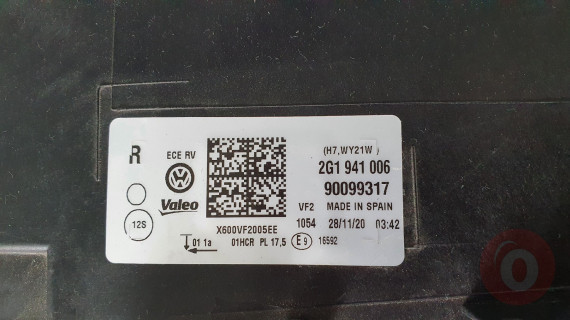 R ECE RV (H7,WY21W)
2G1 941 006
90099317
Valeo VF2 MADE IN SPAIN
12S X600VF2005EE 1054 28/11/20 03:42
01 1a 01HCR PL 17,5 E9 16592